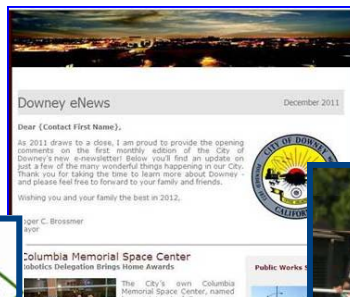 Downey eNews
December 2011
Dear {Contact First Name},
As 2011 draws to a close, I am proud to provide the opening
comments on the first monthly edition of the City of
Downey's new e-newsletter! Below you'll find an update on
just a few of the many wonderful things happening in our City.
Thank you for taking the time to learn more about Downey -
and please feel free to forward to your family and friends.
Wishing you and your family the best in 2012,
oger C. Brossmer
ayor
CITY OF DOWNEY
CALIFOR
Columbia Memorial Space Center
obotics Delegation Brings Home Awards
The City's own Columbia
Memorial Space Center, named
Public Works S